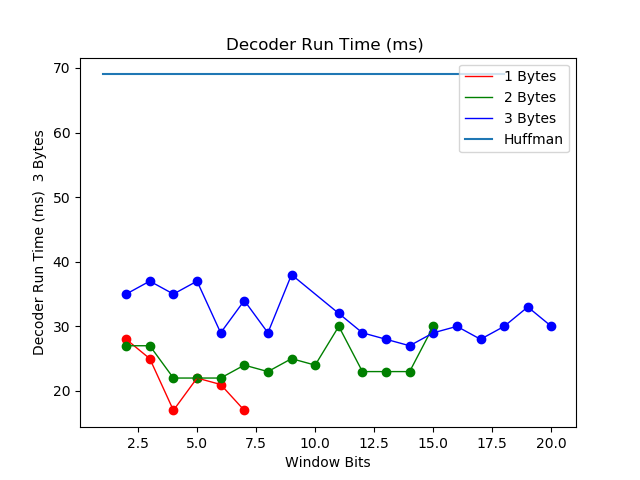 Decoder Run Time (ms)
70
60
50
40
30
20
Decoder Run Time (ms)  3 Bytes
1 Bytes
2 Bytes
3 Bytes
Huffman
2.5 5.0 7.5 10.0 12.5 15.0 17.5 20.0
Window Bits